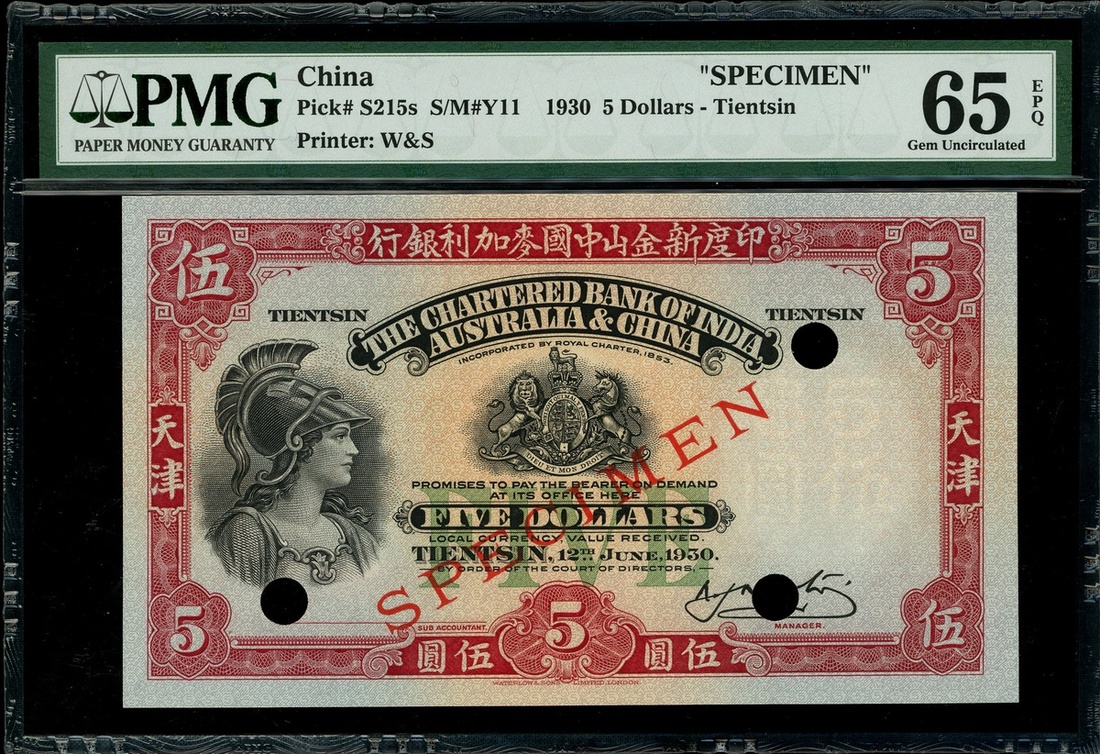 PMG
PAPER MONEY GUARANTY
China
"SPECIMEN"
Pick# S215s S/M#Y11 1930 5 Dollars - Tientsin
Printer: W&S
65
EPQ
Gem Uncirculated
行銀利加麥國中山金新度印
伍
5
TIENTSIN
TIENTSIN
THE CHARTERED BANK OF INDIA
AUSTRALIA & CHINA
INCORPORATED BY ROYAL CHARTER, 1853.
DIEU ET MON DROIT
天津
天津
SPECIMEN
PROMISES TO PAY THE BEARER ON DEMAND
AT ITS OFFICE HERE
FIVE
FIVE DOLLARS
LOCAL CURRENCY VALUE RECEIVED.
TIENTSIN, 12TH JUNE, 1930.
BY ORDER OF THE COURT OF DIRECTORS,
SUB ACCOUNTANT.
MANAGER.
5
圓伍
5
圓伍
伍
WATERLOW & SONS LIMITED, LONDON.